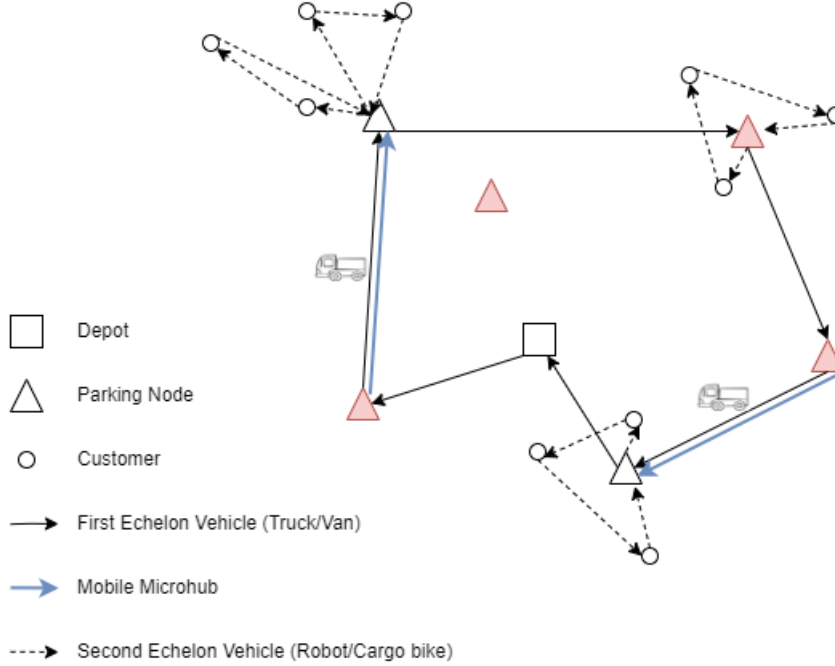 Depot
Parking Node
Customer
First Echelon Vehicle (Truck/Van)
Mobile Microhub
Second Echelon Vehicle (Robot/Cargo bike)